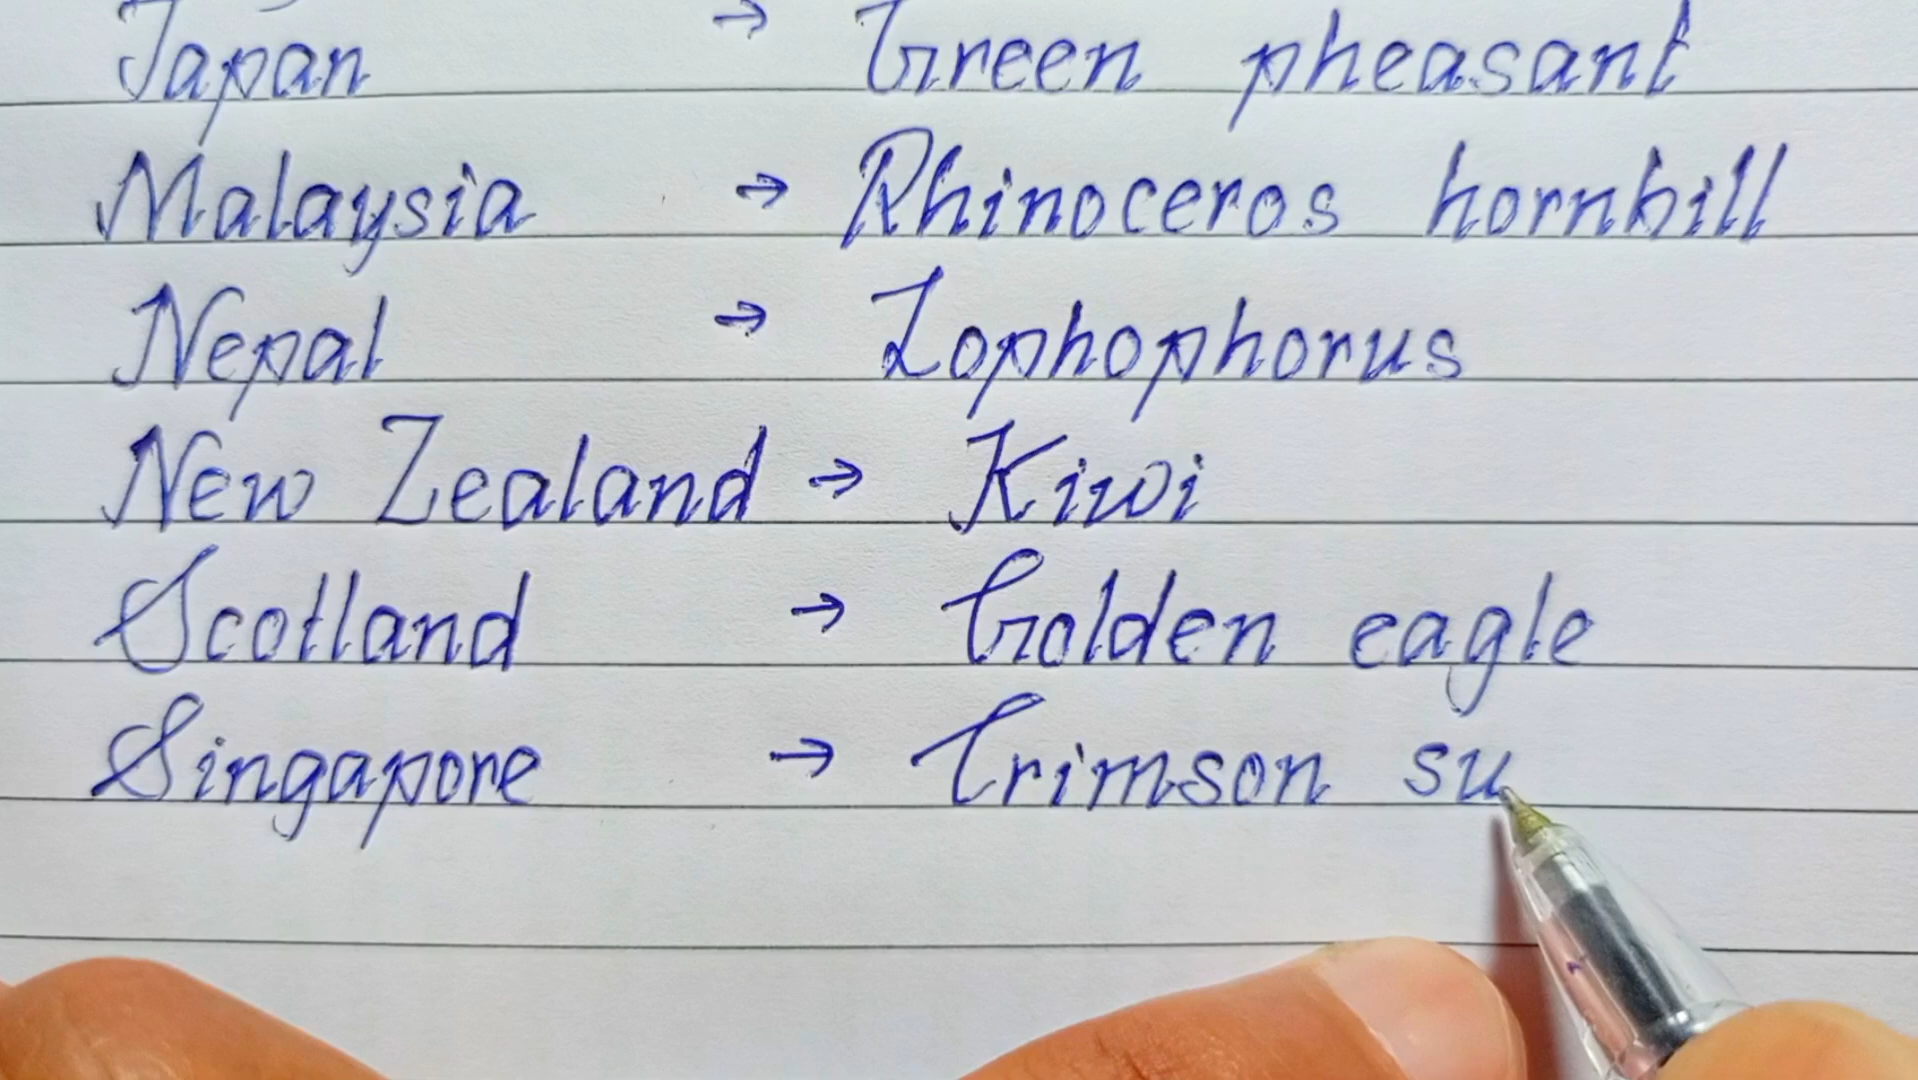 Japan → Green pheasant
Malaysia → Rhinoceros hornbill
Nepal → Lophophorus
New Zealand → Kiwi
Scotland → Golden eagle
Singapore → Crimson su